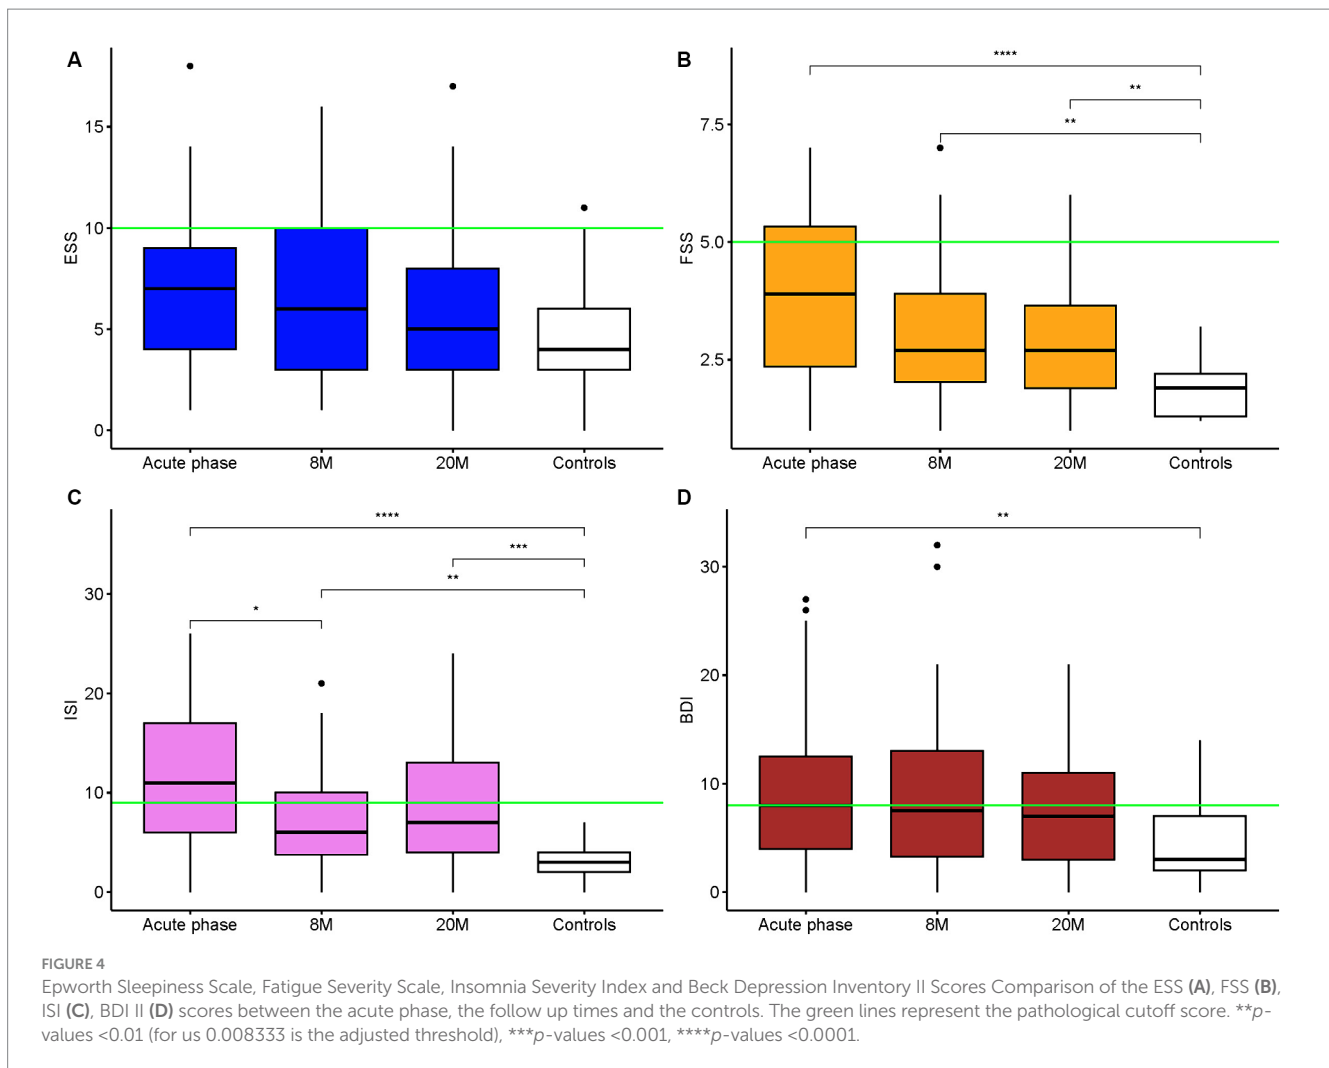 A
ESS
15
10
5
0
Acute phase 8M 20M Controls
B
FSS
7.5
5.0
2.5
****
**
**
Acute phase 8M 20M Controls
C
ISI
30
20
10
0
****
***
**
*
Acute phase 8M 20M Controls
D
BDI
30
20
10
0
**
Acute phase 8M 20M Controls
FIGURE 4
Epworth Sleepiness Scale, Fatigue Severity Scale, Insomnia Severity Index and Beck Depression Inventory II Scores Comparison of the ESS (A), FSS (B),
ISI (C), BDI II (D) scores between the acute phase, the follow up times and the controls. The green lines represent the pathological cutoff score. **p-
values <0.01 (for us 0.008333 is the adjusted threshold), ***p-values <0.001, ****p-values <0.0001.